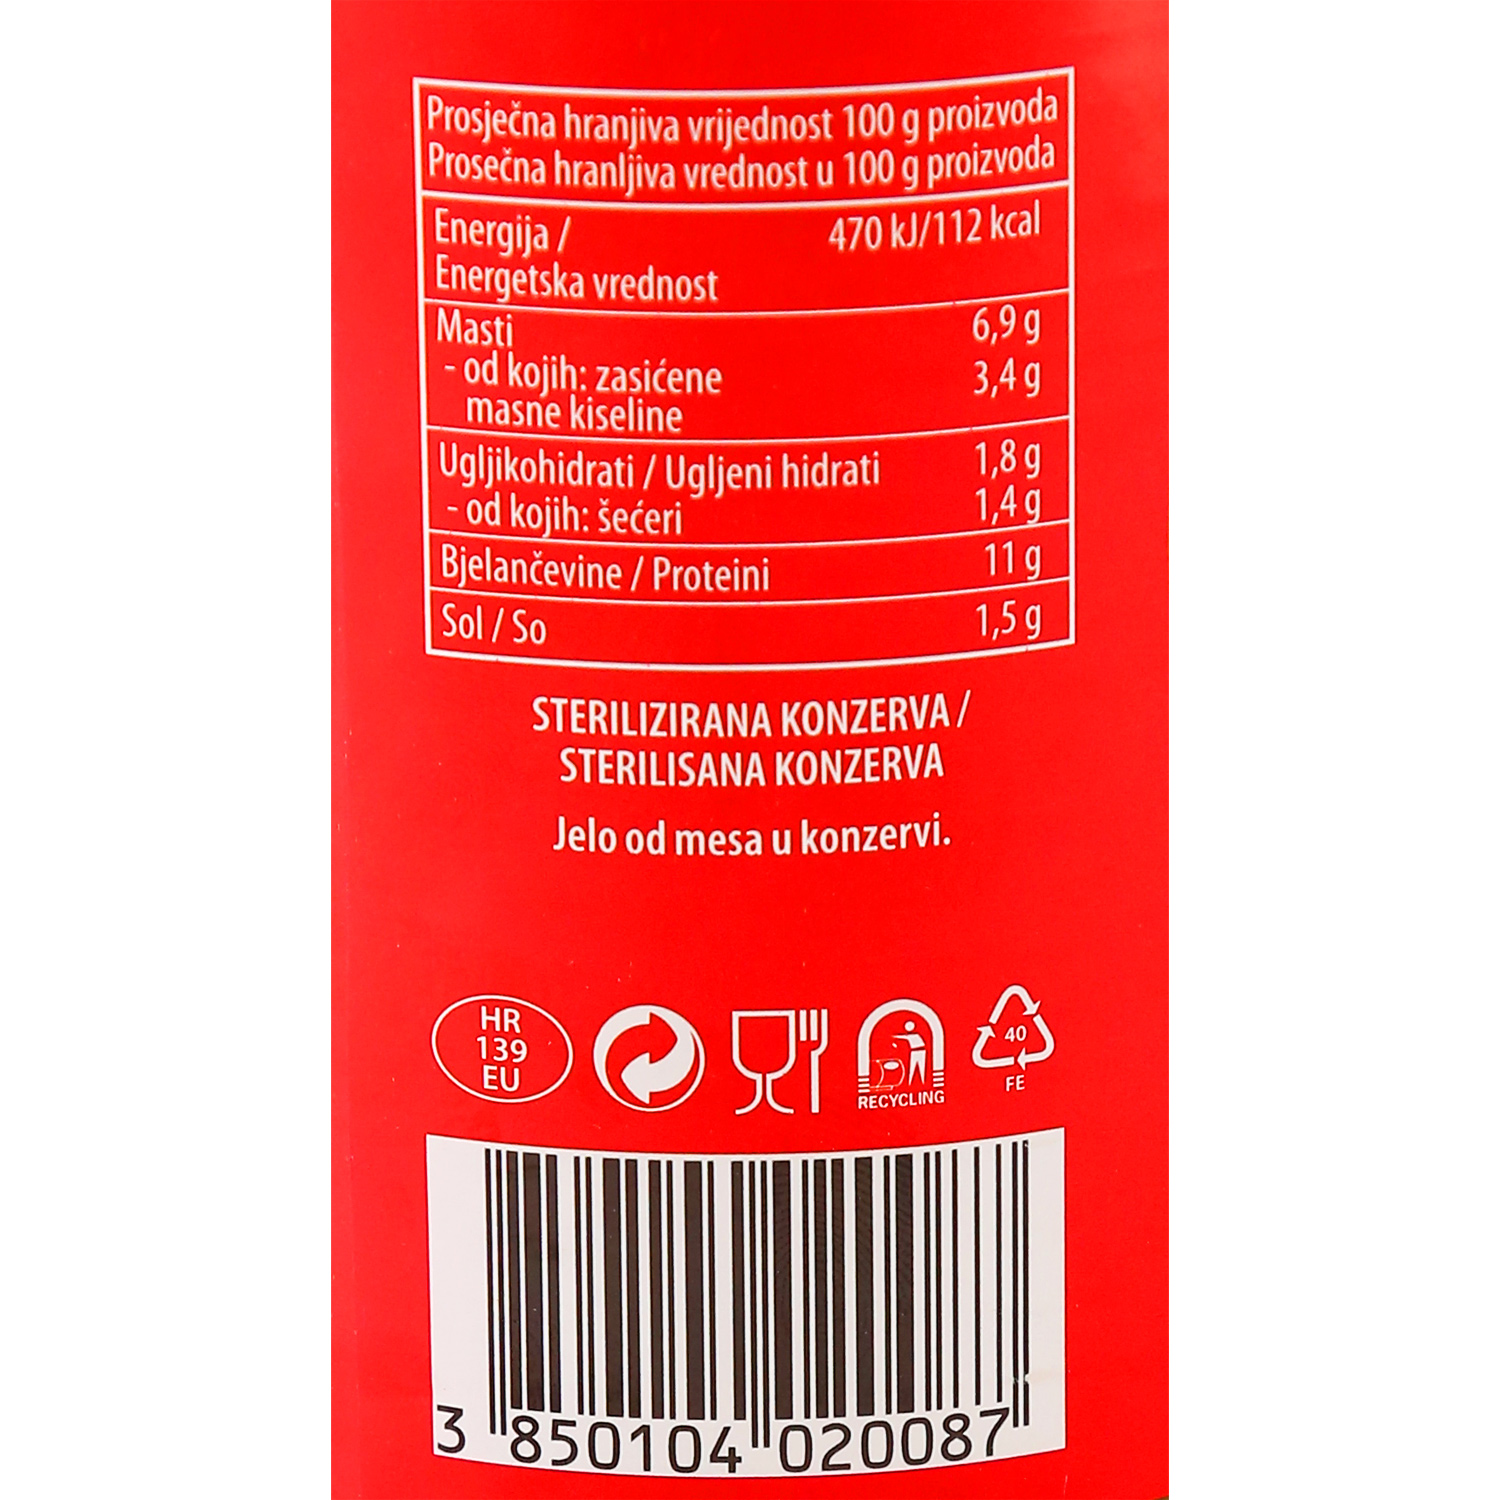 Prosječna hranjiva vrijednost 100 g proizvoda
Prosečna hranljiva vrednost u 100 g proizvoda
Energija / 470 kJ/112 kcal
Energetska vrednost
Masti 6,9 g
- od kojih: zasićene 3,4 g
masne kiseline
Ugljikohidrati / Ugljeni hidrati 1,8 g
- od kojih: šećeri 1,4 g
Bjelančevine / Proteini 11 g
Sol / So 1,5 g
STERILIZIRANA KONZERVA /
STERILISANA KONZERVA
Jelo od mesa u konzervi.
HR
139
EU
RECYCLING
40
FE
3 850104 020087